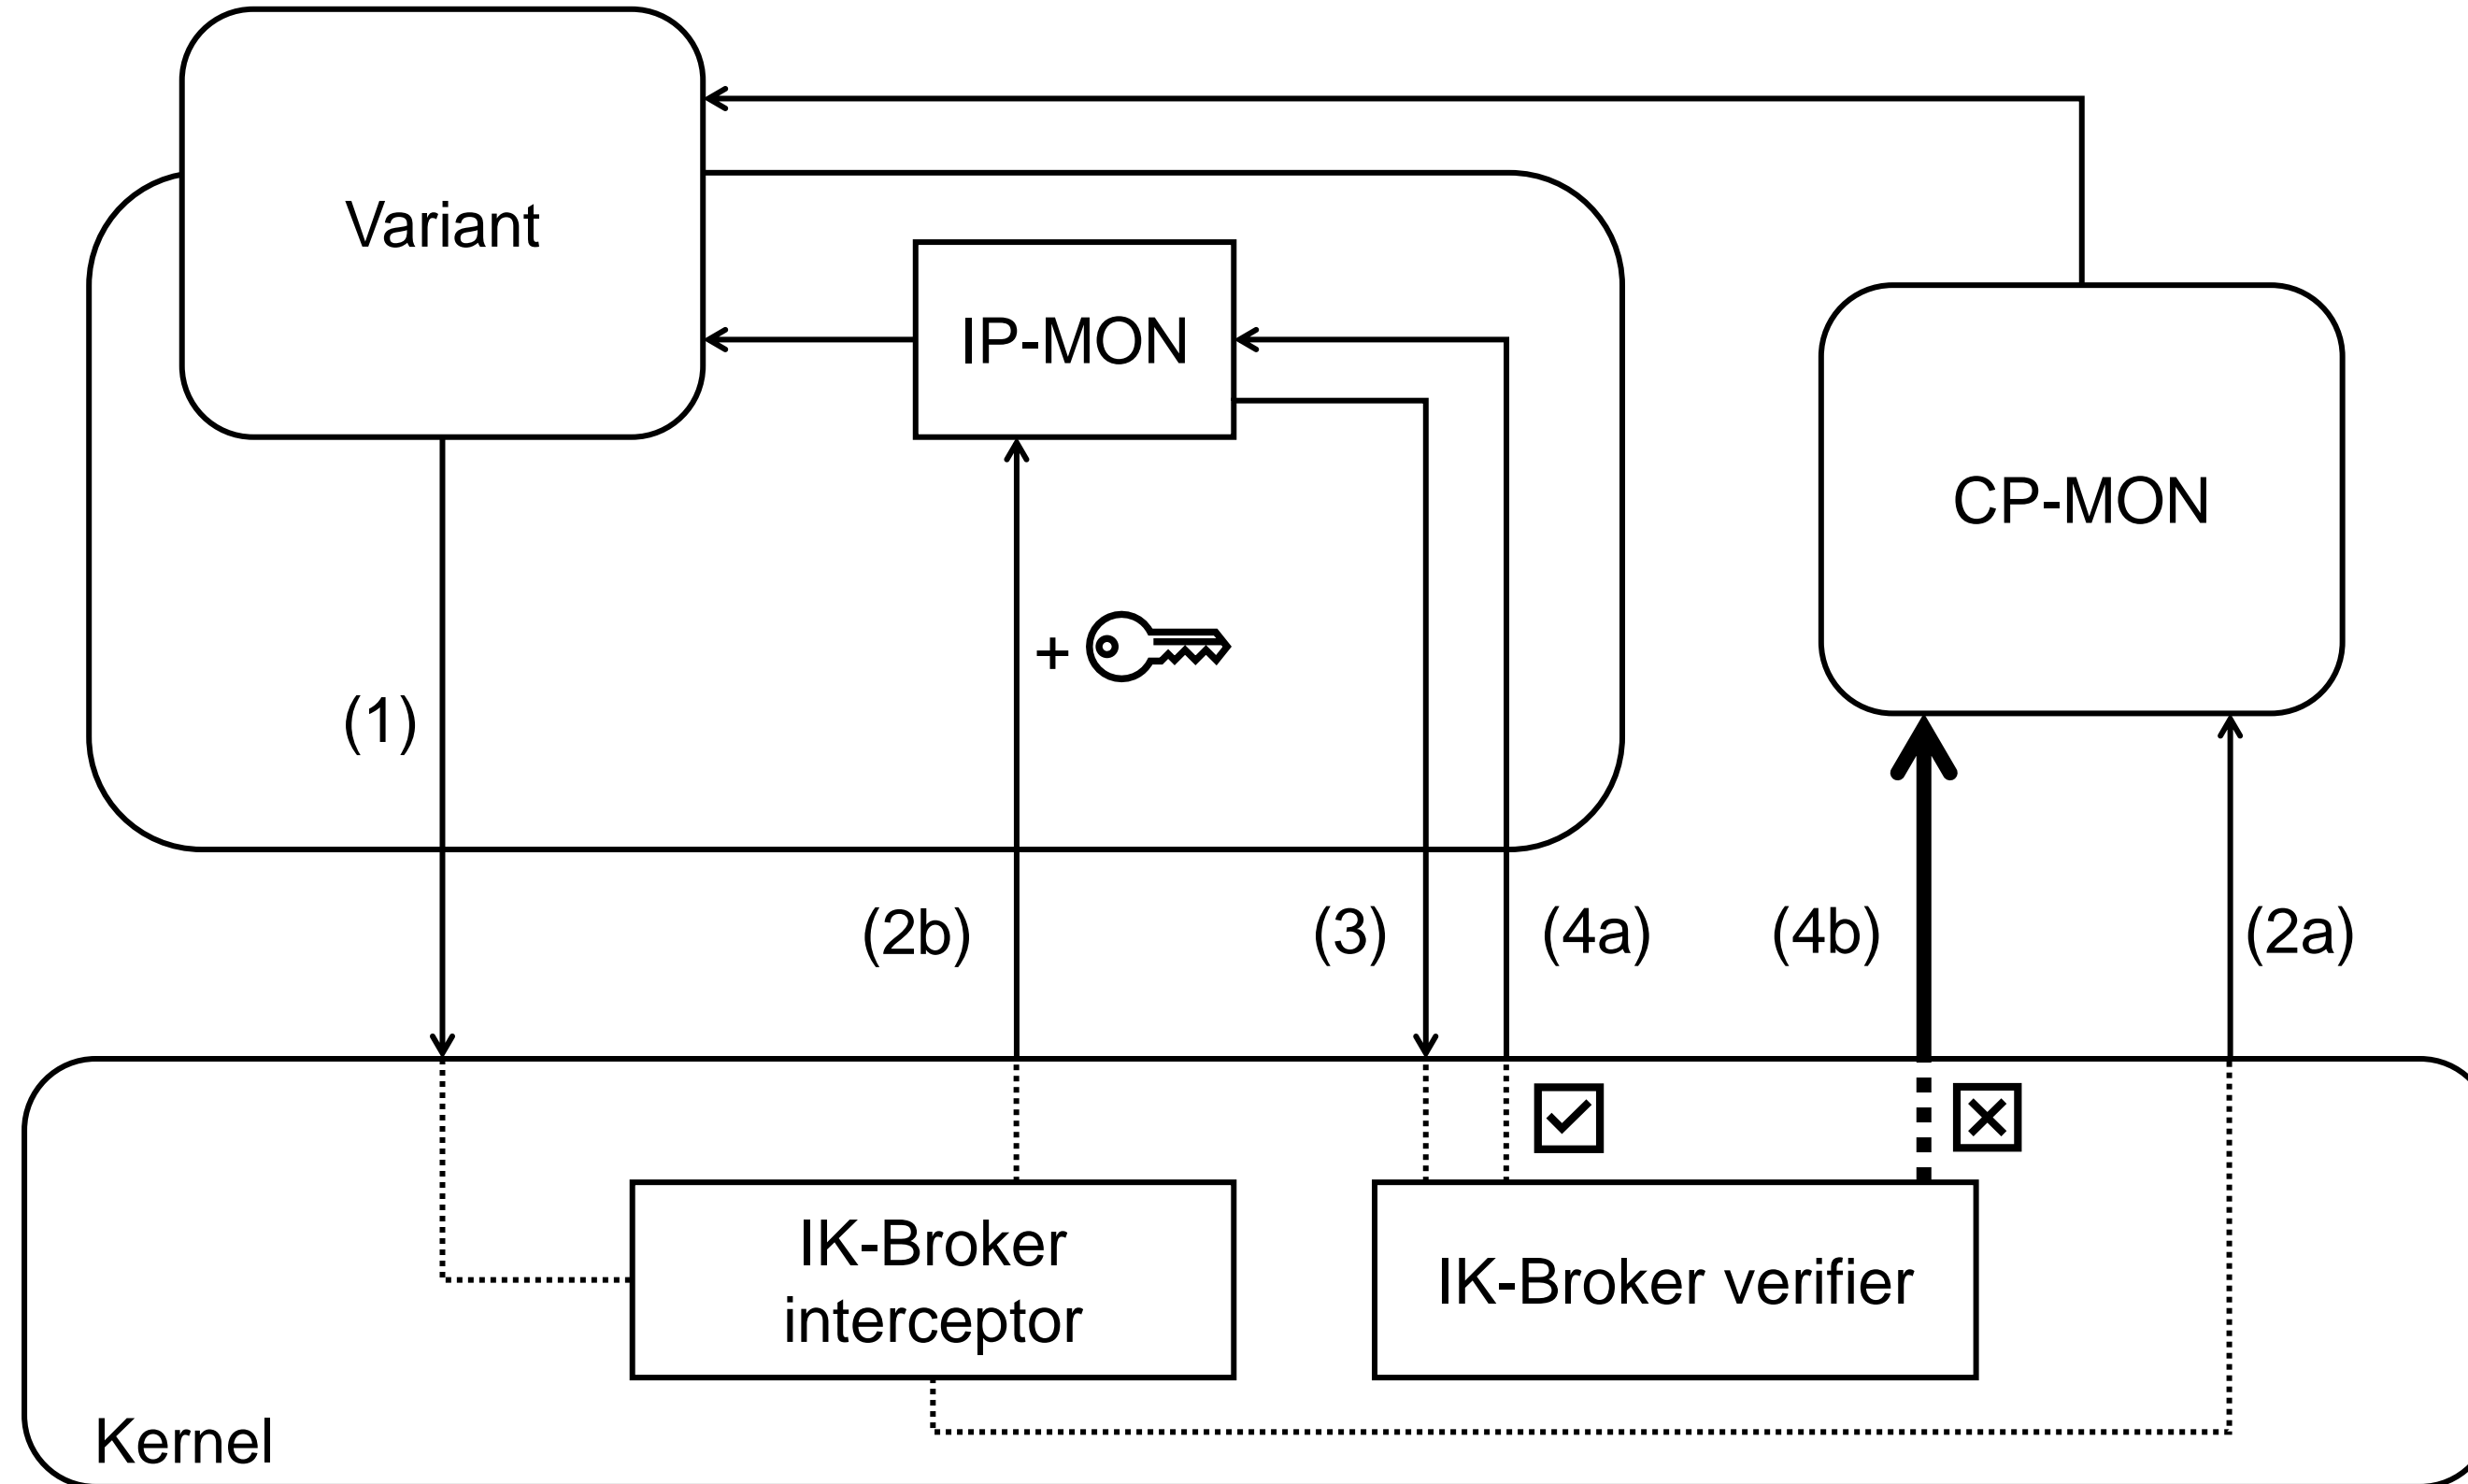 Variant
IP-MON
CP-MON
+
(1)
(2b)
(3)
(4a)
(4b)
(2a)
IK-Broker
interceptor
IK-Broker verifier
Kernel